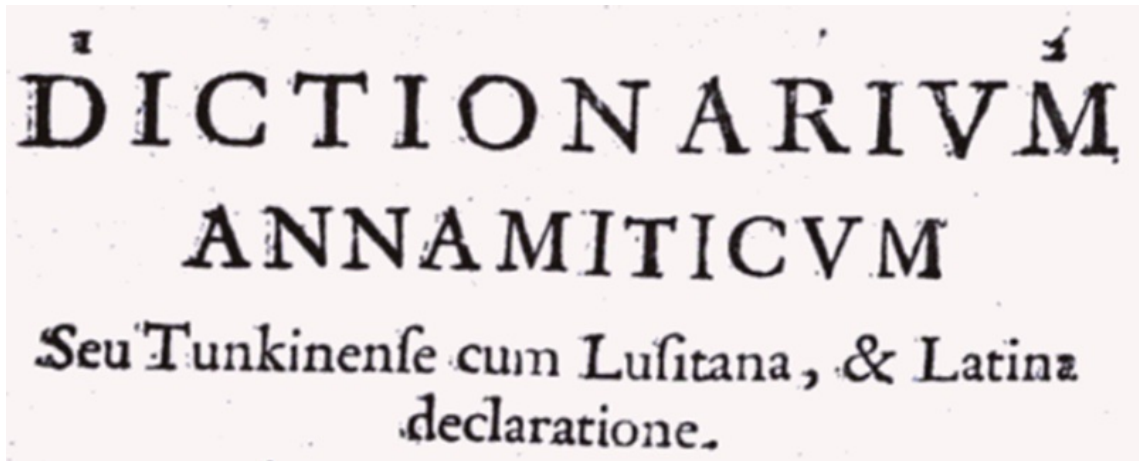 DICTIONARIVM
ANNAMITICVM
Seu Tunkinenſe cum Luſitana, & Latina
declaratione.